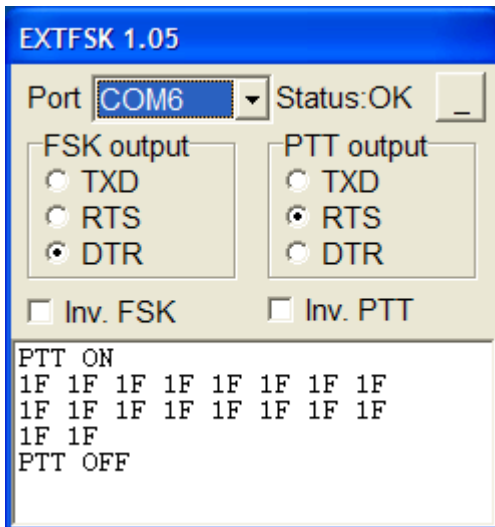 EXTFSK 1.05
Port COM6 Status:OK _
FSK output PTT output
TXD TXD
RTS RTS
DTR DTR
Inv. FSK Inv. PTT
PTT ON
1F 1F 1F 1F 1F 1F 1F 1F
1F 1F 1F 1F 1F 1F 1F 1F
1F 1F
PTT OFF